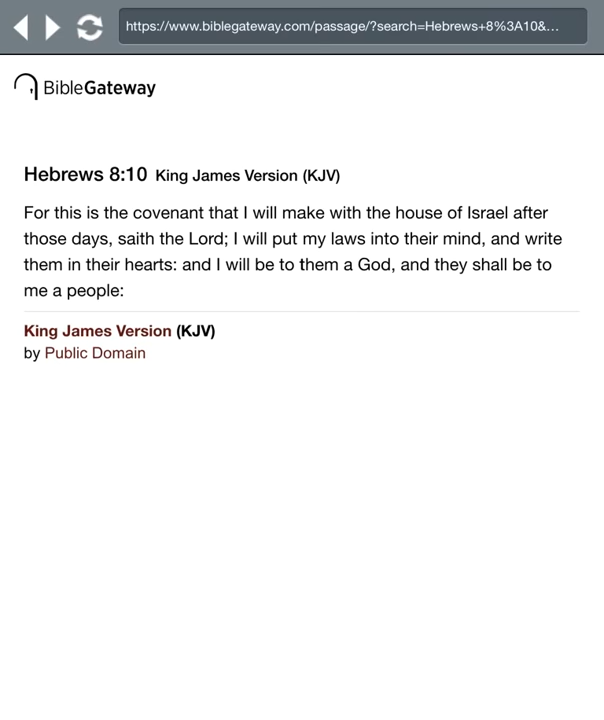 https://www.biblegateway.com/passage/?search=Hebrews+8%3A10&...
BibleGateway
Hebrews 8:10 King James Version (KJV)
For this is the covenant that I will make with the house of Israel after
those days, saith the Lord; I will put my laws into their mind, and write
them in their hearts: and I will be to them a God, and they shall be to
me a people:
King James Version (KJV)
by Public Domain